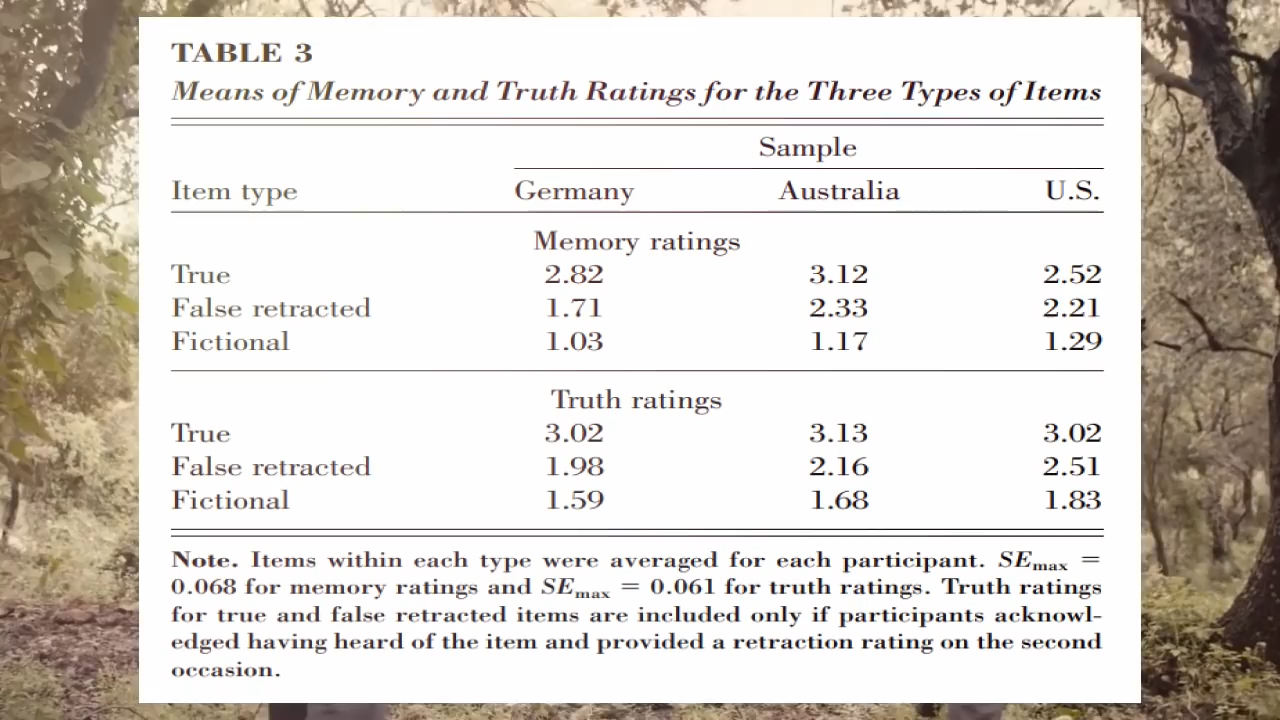 TABLE 3
Means of Memory and Truth Ratings for the Three Types of Items
Sample
Item type Germany Australia U.S.
Memory ratings
True 2.82 3.12 2.52
False retracted 1.71 2.33 2.21
Fictional 1.03 1.17 1.29
Truth ratings
True 3.02 3.13 3.02
False retracted 1.98 2.16 2.51
Fictional 1.59 1.68 1.83
Note. Items within each type were averaged for each participant. SEmax =
0.068 for memory ratings and SEmax = 0.061 for truth ratings. Truth ratings
for true and false retracted items are included only if participants acknowl-
edged having heard of the item and provided a retraction rating on the second
occasion.